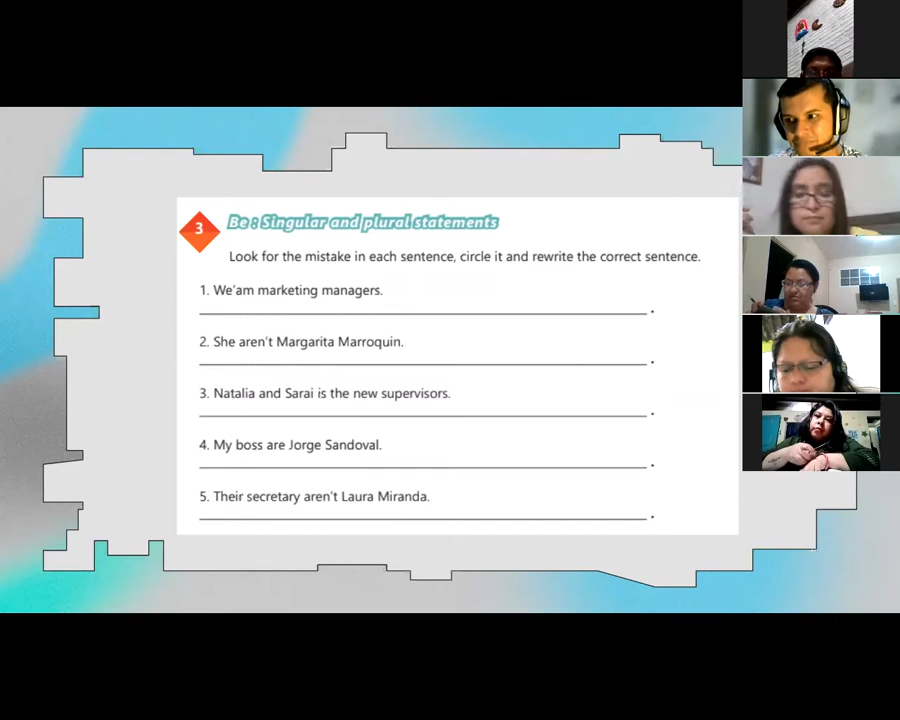 3
Be : Singular and plural statements
Look for the mistake in each sentence, circle it and rewrite the correct sentence.
1. We'am marketing managers.
.
2. She aren't Margarita Marroquin.
.
3. Natalia and Sarai is the new supervisors.
.
4. My boss are Jorge Sandoval.
.
5. Their secretary aren't Laura Miranda.
.